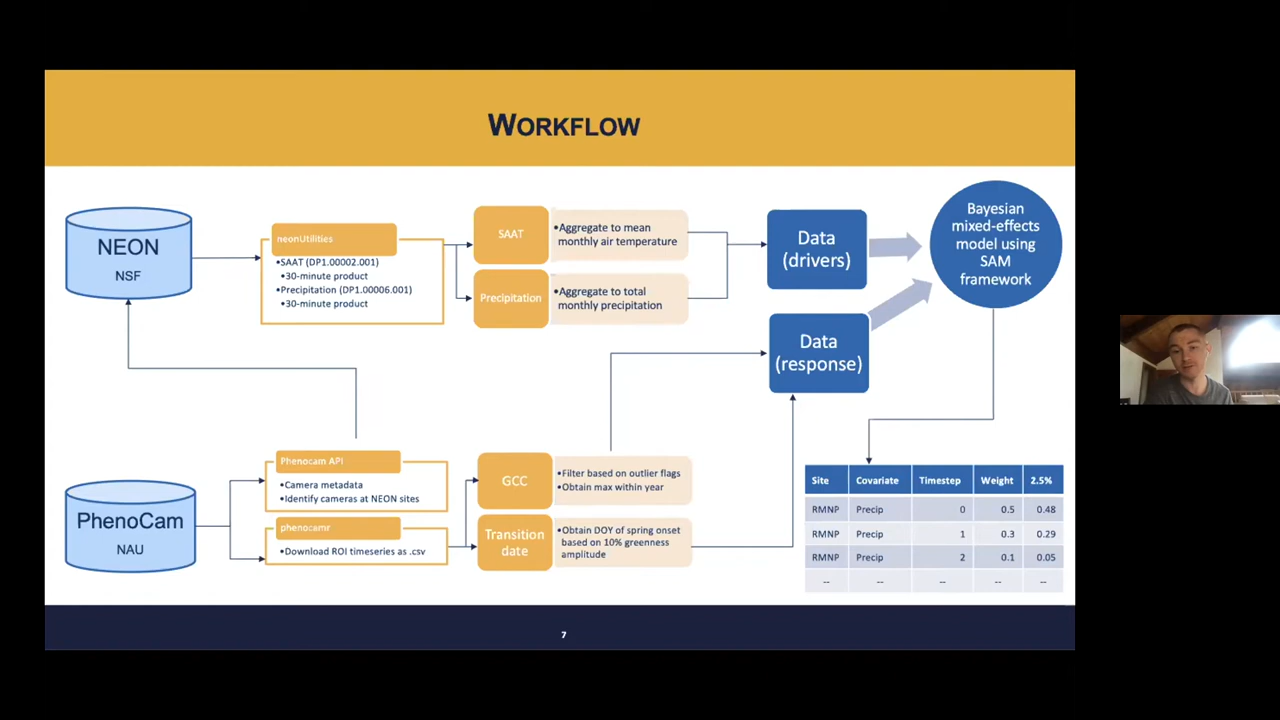 WORKFLOW
NEON
NSF
neonUtilities
•SAAT (DP1.00002.001)
•30-minute product
•Precipitation (DP1.00006.001)
•30-minute product
SAAT
•Aggregate to mean
monthly air temperature
Precipitation
•Aggregate to total
monthly precipitation
Data
(drivers)
Bayesian
mixed-effects
model using
SAM
framework
Data
(response)
PhenoCam
NAU
Phenocam API
•Camera metadata
•Identify cameras at NEON sites
phenocamr
•Download ROI timeseries as .csv
GCC
•Filter based on outlier flags
•Obtain max within year
Transition
date
•Obtain DOY of spring onset
based on 10% greenness
amplitude
Site Covariate Timestep Weight 2.5%
RMNP Precip 0 0.5 0.48
RMNP Precip 1 0.3 0.29
RMNP Precip 2 0.1 0.05
-- -- -- -- --
7